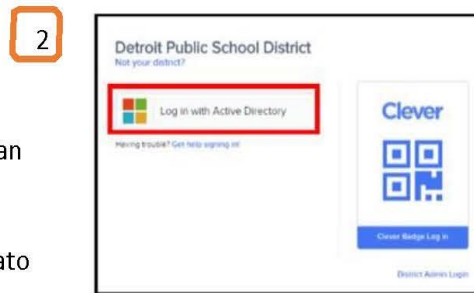 2
Detroit Public School District
Not your district?
Log in with Active Directory
Having trouble? Get help signing in!
Clever
Clever Badge Log in
District Admin Login
an
ato